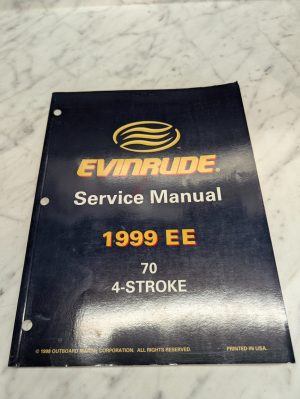 EVINRUDE®
Service Manual
1999 EE
70
4-STROKE
© 1998 OUTBOARD MARINE CORPORATION. ALL RIGHTS RESERVED. PRINTED IN USA.